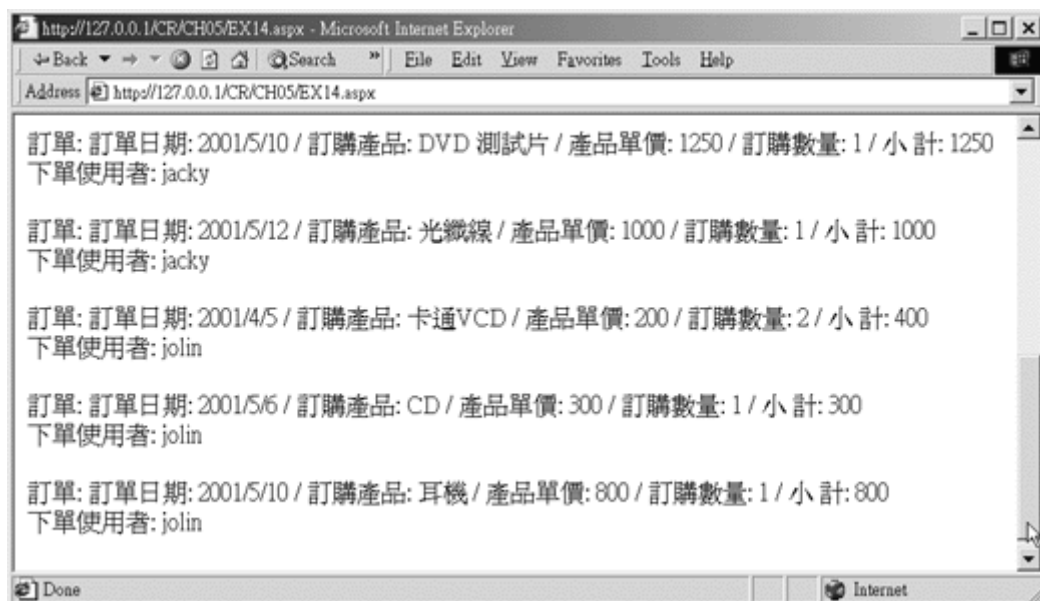 http://127.0.0.1/CR/CH05/EX14.aspx - Microsoft Internet Explorer
Back Search » File Edit View Favorites Tools Help
Address http://127.0.0.1/CR/CH05/EX14.aspx
訂單: 訂單日期: 2001/5/10 / 訂購產品: DVD 測試片 / 產品單價: 1250 / 訂購數量: 1 / 小 計: 1250
下單使用者: jacky
訂單: 訂單日期: 2001/5/12 / 訂購產品: 光纖線 / 產品單價: 1000 / 訂購數量: 1 / 小 計: 1000
下單使用者: jacky
訂單: 訂單日期: 2001/4/5 / 訂購產品: 卡通VCD / 產品單價: 200 / 訂購數量: 2 / 小 計: 400
下單使用者: jolin
訂單: 訂單日期: 2001/5/6 / 訂購產品: CD / 產品單價: 300 / 訂購數量: 1 / 小 計: 300
下單使用者: jolin
訂單: 訂單日期: 2001/5/10 / 訂購產品: 耳機 / 產品單價: 800 / 訂購數量: 1 / 小 計: 800
下單使用者: jolin
Done Internet